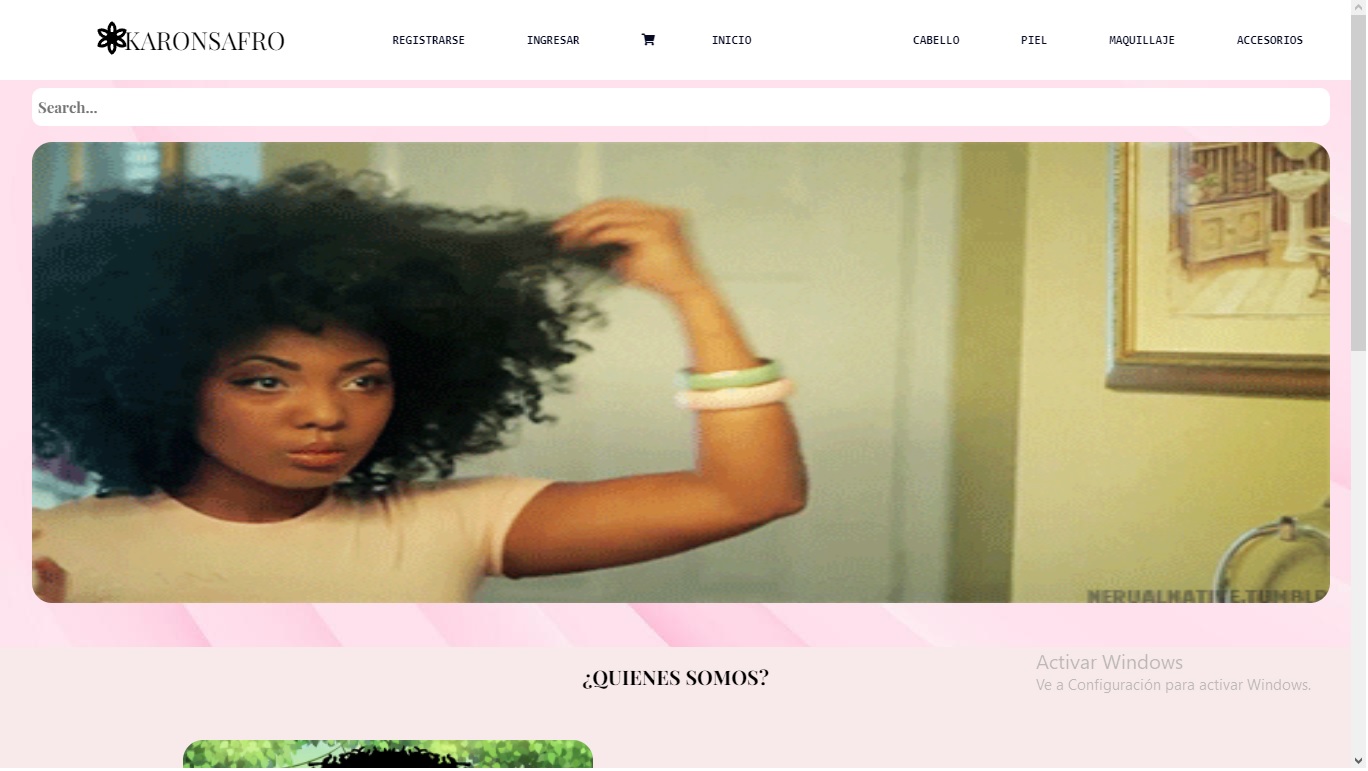 KARONSAFRO
REGISTRARSE INGRESAR INICIO CABELLO PIEL MAQUILLAJE ACCESORIOS
Search...
NERUALNATIVE.TUMBLR
¿QUIENES SOMOS?
Activar Windows
Ve a Configuración para activar Windows.